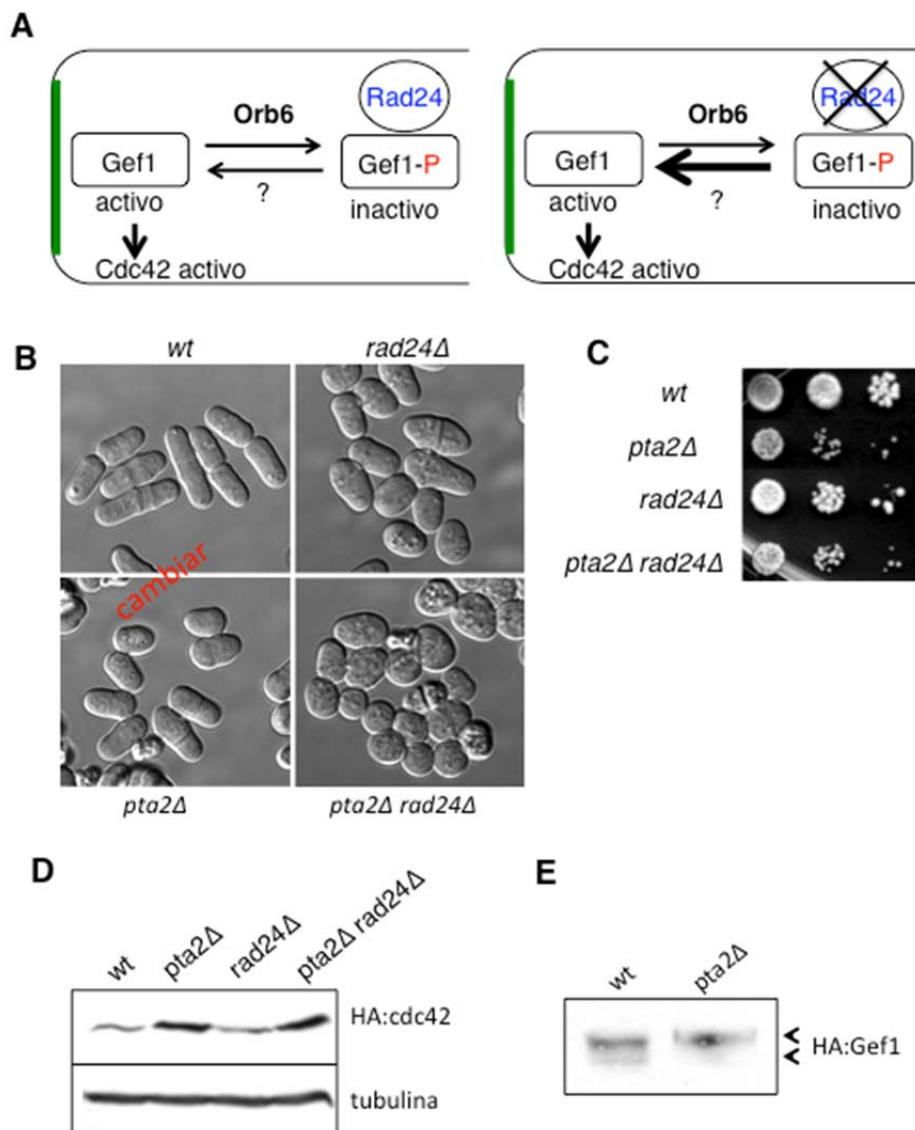 A
Rad24
Orb6
Gef1
Gef1-P
activo
?
inactivo
Cdc42 activo
Rad24
Orb6
Gef1
Gef1-P
activo
?
inactivo
Cdc42 activo
B
wt
rad24Δ
cambiar
pta2Δ
pta2Δ rad24Δ
C
wt
pta2Δ
rad24Δ
pta2Δ rad24Δ
D
wt
pta2Δ
rad24Δ
pta2Δ rad24Δ
HA:cdc42
tubulina
E
wt
pta2Δ
HA:Gef1